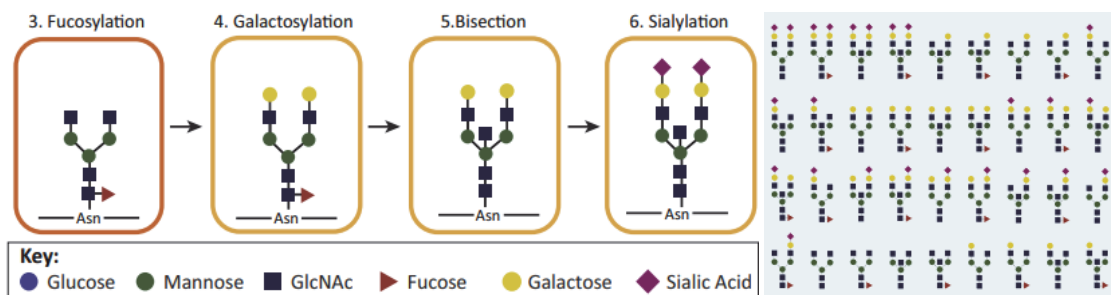 3. Fucosylation
4. Galactosylation
5.Bisection
6. Sialylation
Asn
Asn
Asn
Asn
Key:
Glucose
Mannose
GlcNAc
Fucose
Galactose
Sialic Acid